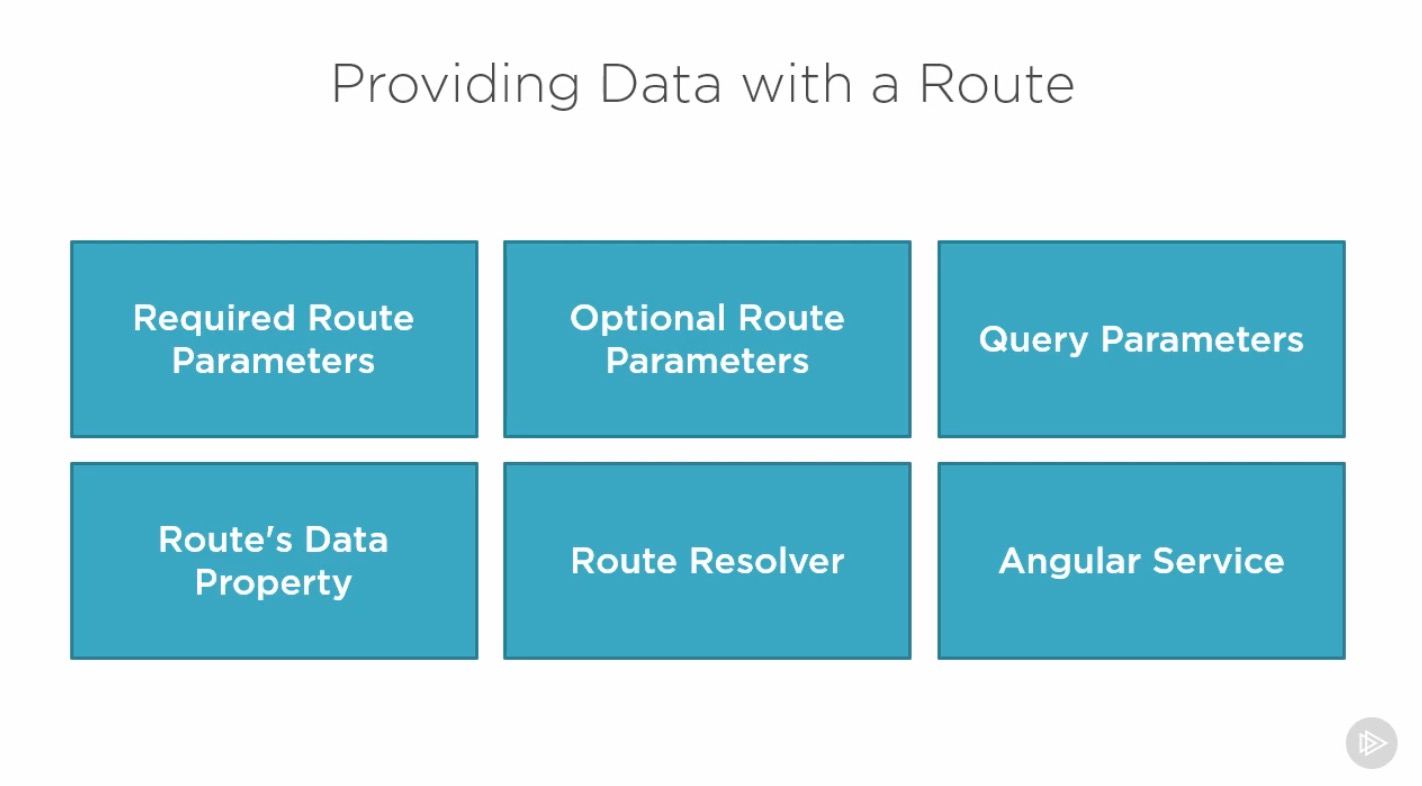 Providing Data with a Route
Required Route
Parameters
Optional Route
Parameters
Query Parameters
Route's Data
Property
Route Resolver
Angular Service